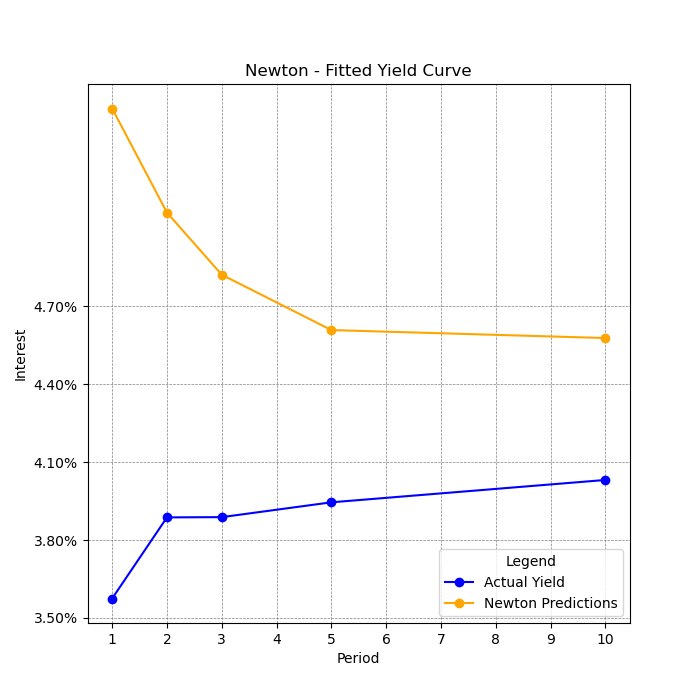 Newton - Fitted Yield Curve
Interest
4.70%
4.40%
4.10%
3.80%
3.50%
Legend
Actual Yield
Newton Predictions
1 2 3 4 5 6 7 8 9 10
Period